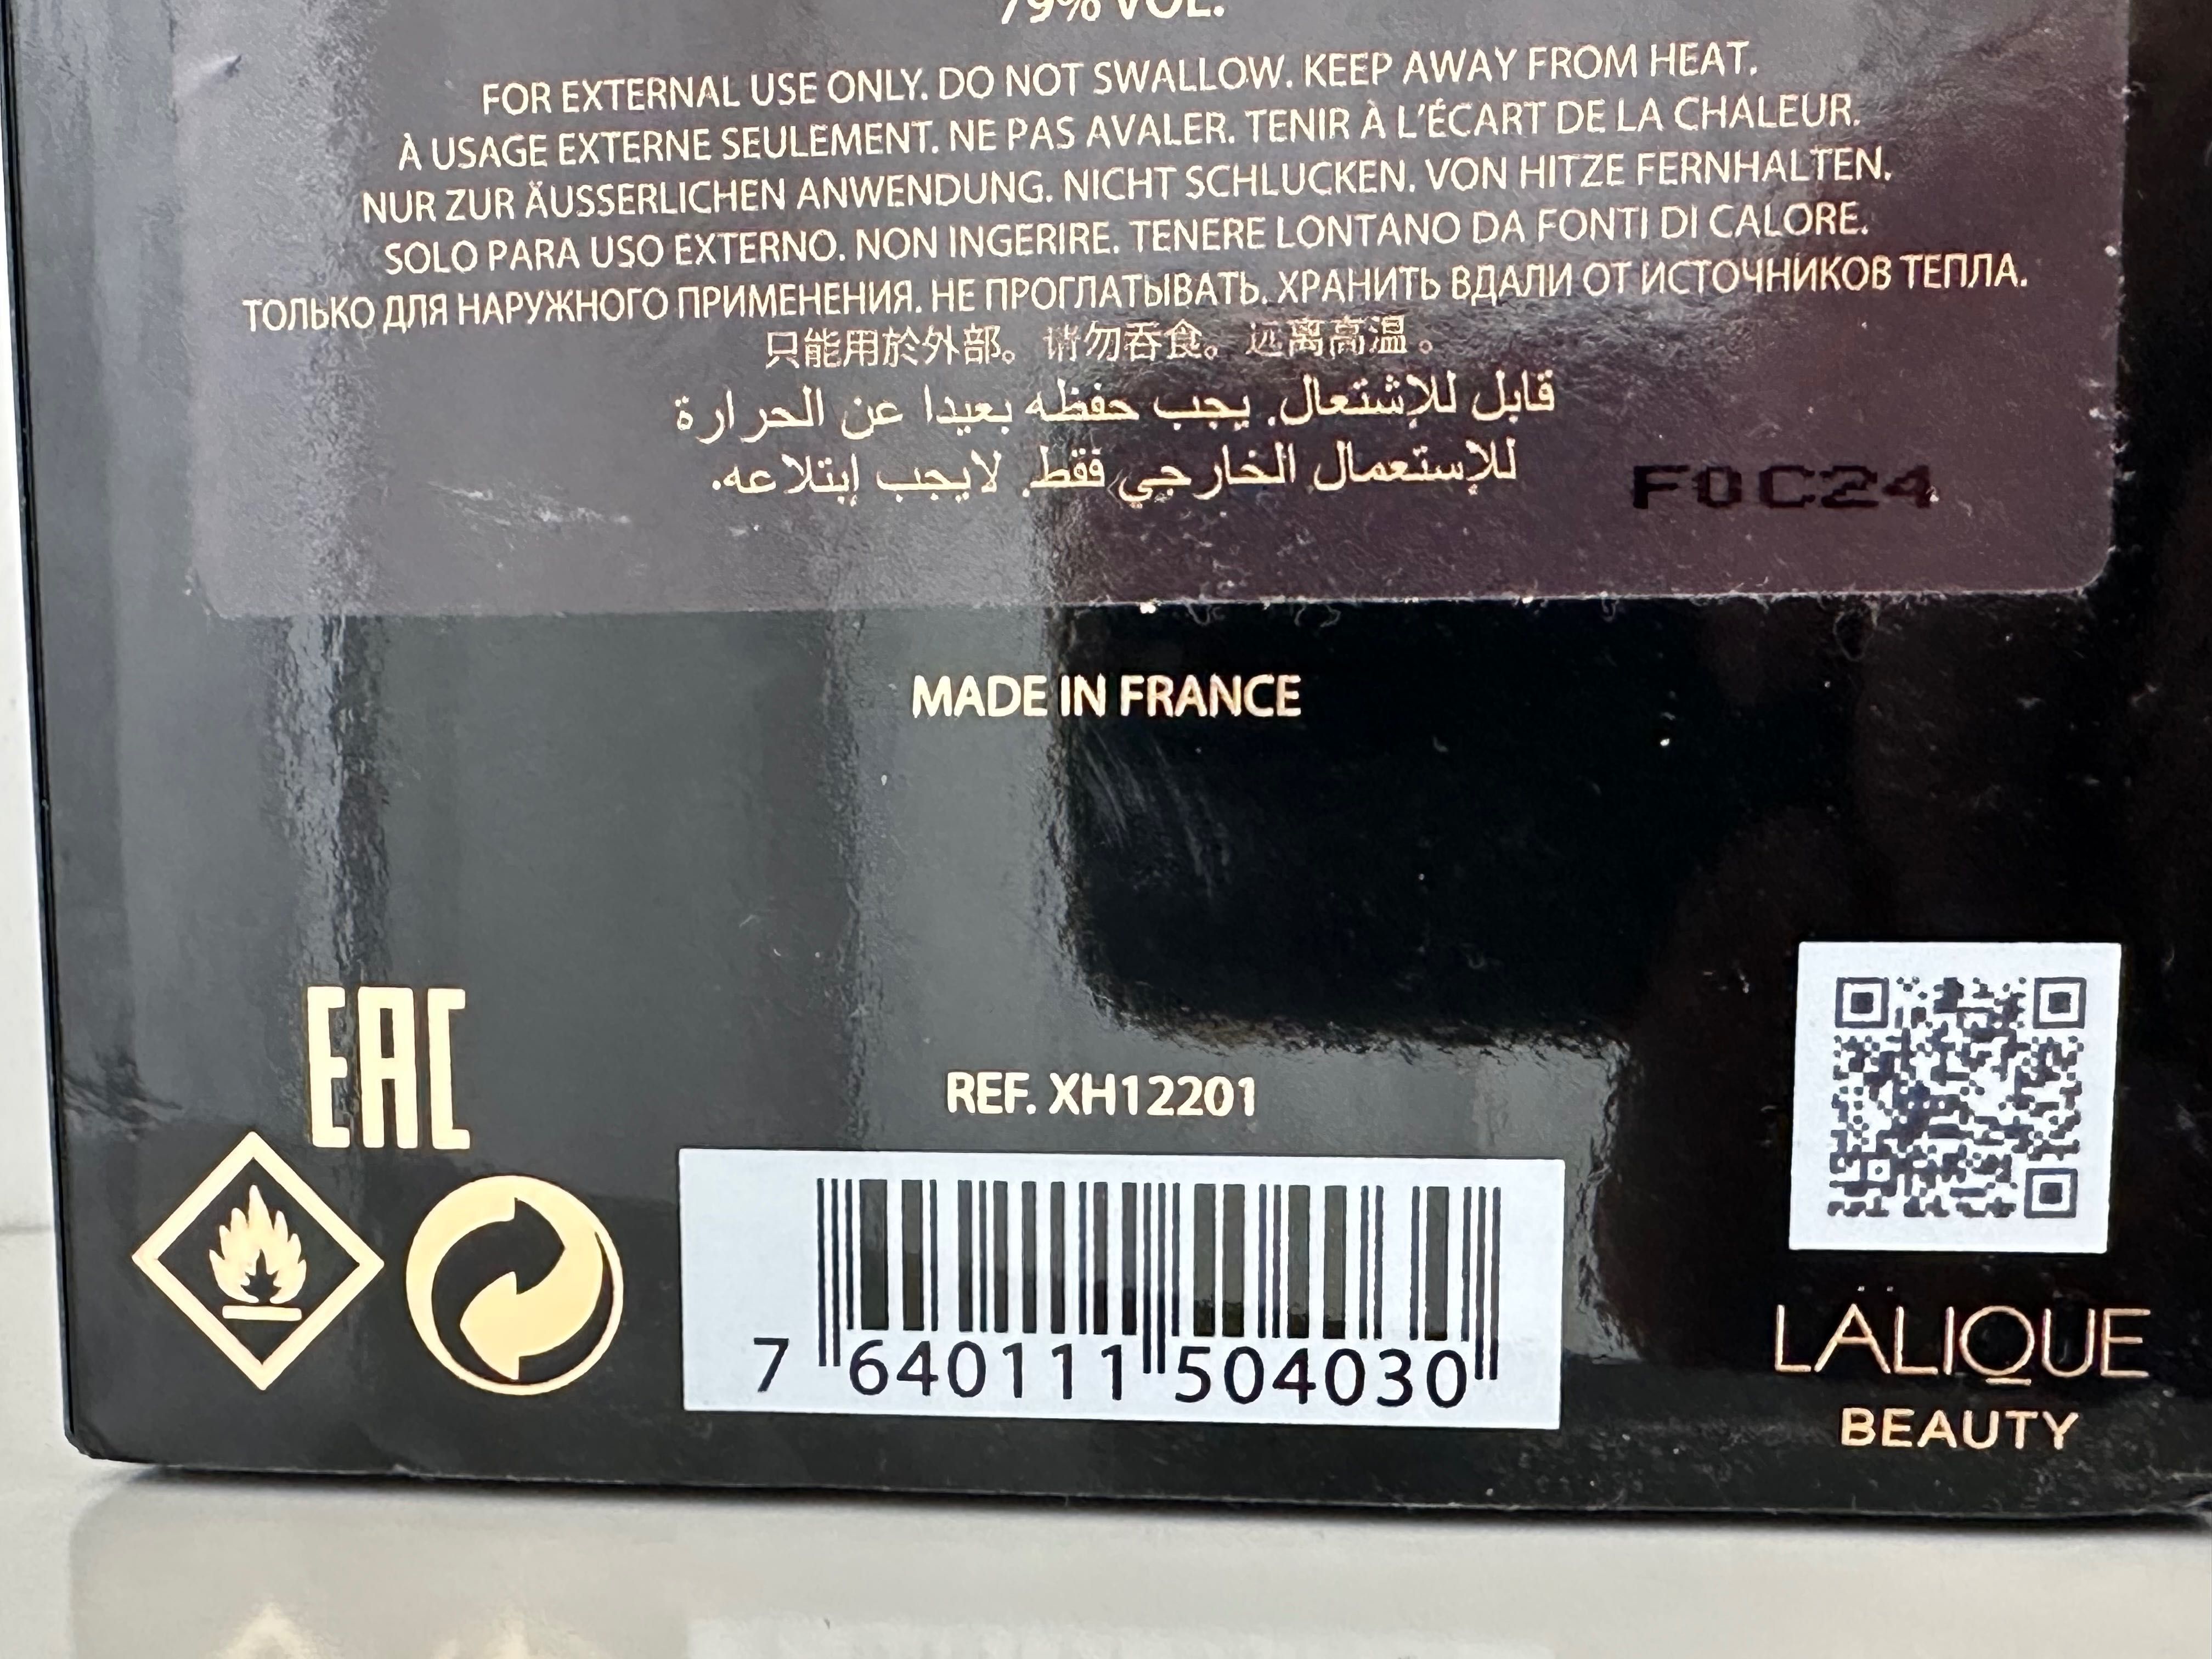 79% VOL.
FOR EXTERNAL USE ONLY. DO NOT SWALLOW. KEEP AWAY FROM HEAT.
À USAGE EXTERNE SEULEMENT. NE PAS AVALER. TENIR À L'ÉCART DE LA CHALEUR.
NUR ZUR ÄUSSERLICHEN ANWENDUNG. NICHT SCHLUCKEN. VON HITZE FERNHALTEN.
SOLO PARA USO EXTERNO. NON INGERIRE. TENERE LONTANO DA FONTI DI CALORE.
ТОЛЬКО ДЛЯ НАРУЖНОГО ПРИМЕНЕНИЯ. НЕ ПРОГЛАТЫВАТЬ. ХРАНИТЬ ВДАЛИ ОТ ИСТОЧНИКОВ ТЕПЛА.
只能用於外部。请勿吞食。远离高温。
قابل للإشتعال. يجب حفظه بعيدا عن الحرارة
للإستعمال الخارجي فقط. لايجب إبتلاعه.
F0C24
MADE IN FRANCE
EAC
REF. XH12201
7 640111 504030
LALIQUE
BEAUTY